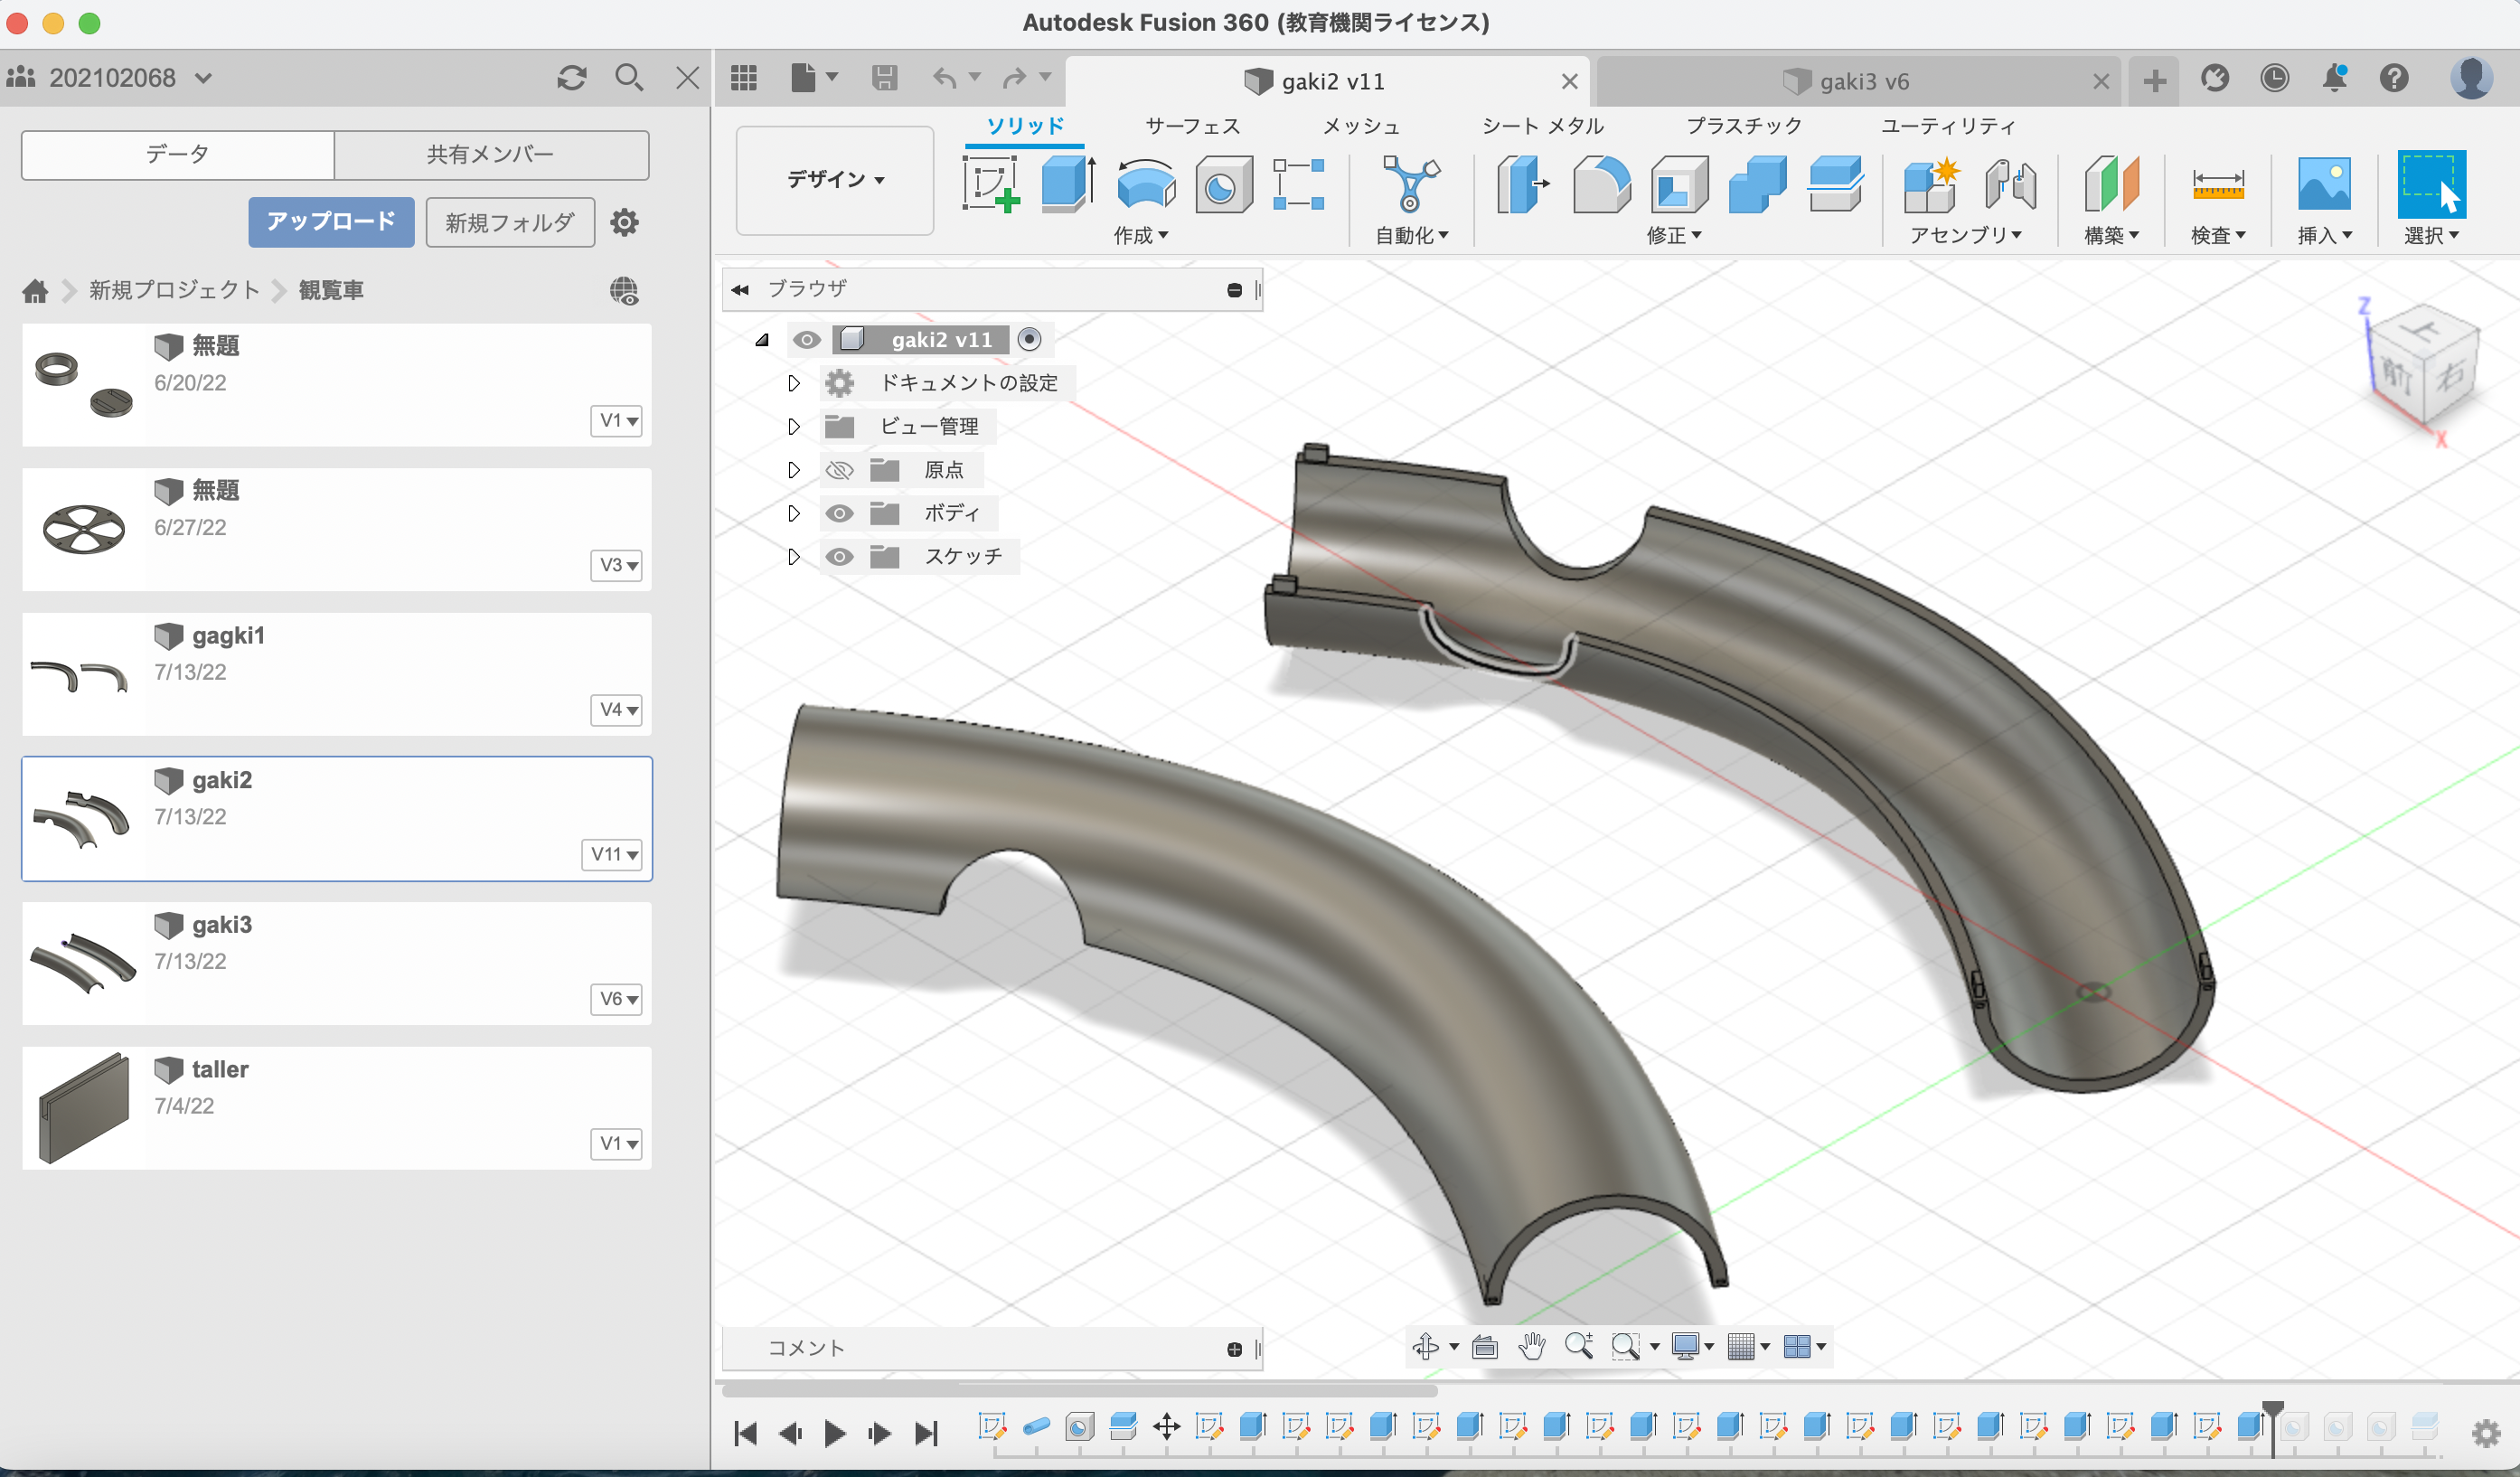 Autodesk Fusion 360 (教育機関ライセンス)
202102068
gaki2 v11
gaki3 v6
データ
共有メンバー
アップロード
新規フォルダ
新規プロジェクト
観覧車
無題
6/20/22
V1
無題
6/27/22
V3
gagki1
7/13/22
V4
gaki2
7/13/22
V11
gaki3
7/13/22
V6
taller
7/4/22
V1
デザイン
ソリッド
サーフェス
メッシュ
シート メタル
プラスチック
ユーティリティ
作成
自動化
修正
アセンブリ
構築
検査
挿入
選択
ブラウザ
gaki2 v11
ドキュメントの設定
ビュー管理
原点
ボディ
スケッチ
Z
上
前
右
X
コメント